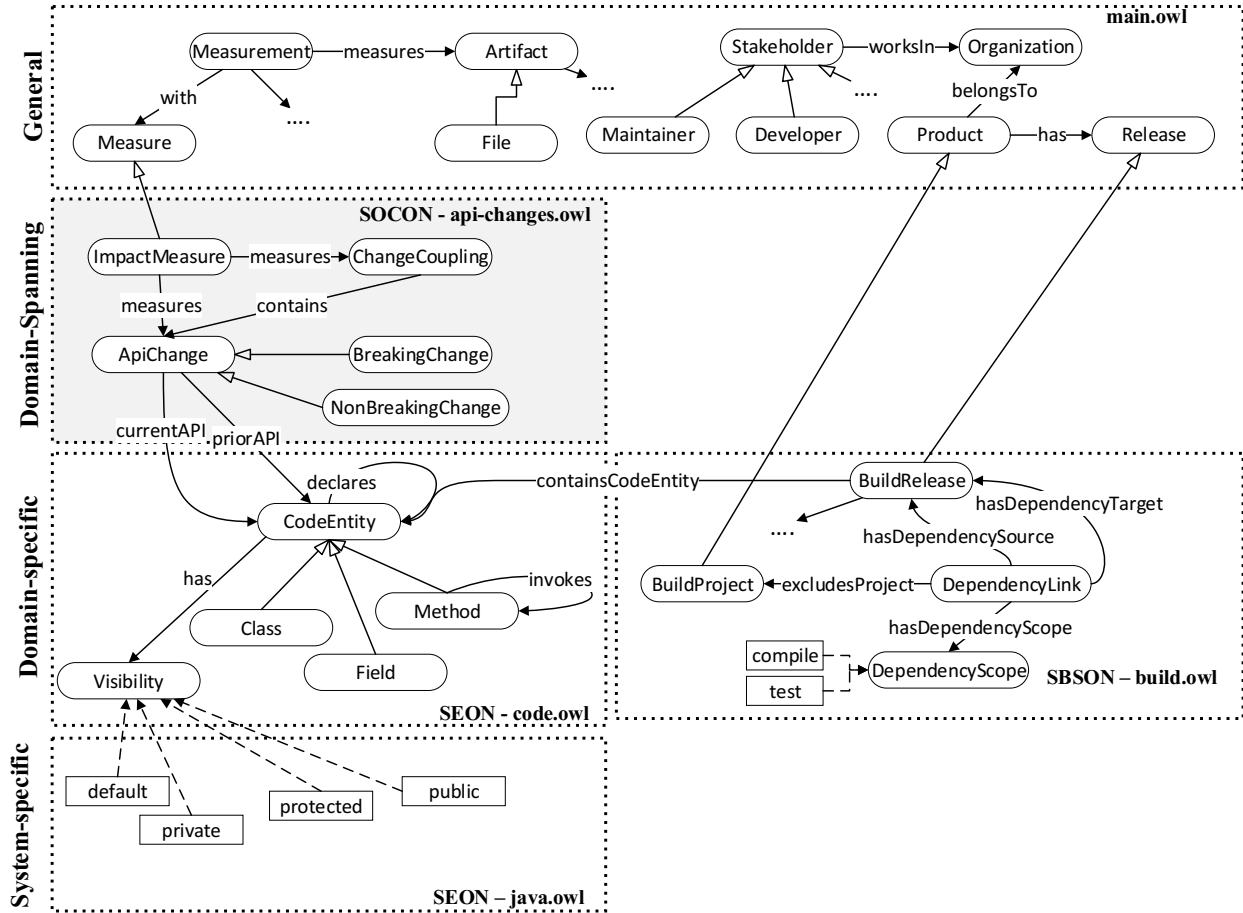 General
main.owl
Measurement
measures
Artifact
Stakeholder
worksIn
Organization
with
....
....
....
belongsTo
Measure
File
Maintainer
Developer
Product
has
Release
Domain-Spanning
SOCON - api-changes.owl
ImpactMeasure
measures
ChangeCoupling
measures
contains
ApiChange
BreakingChange
NonBreakingChange
currentAPI
priorAPI
Domain-specific
declares
CodeEntity
has
invokes
Method
Class
Field
Visibility
SEON - code.owl
containsCodeEntity
BuildRelease
hasDependencyTarget
....
hasDependencySource
BuildProject
excludesProject
DependencyLink
hasDependencyScope
compile
test
DependencyScope
SBSON – build.owl
System-specific
default
private
protected
public
SEON – java.owl